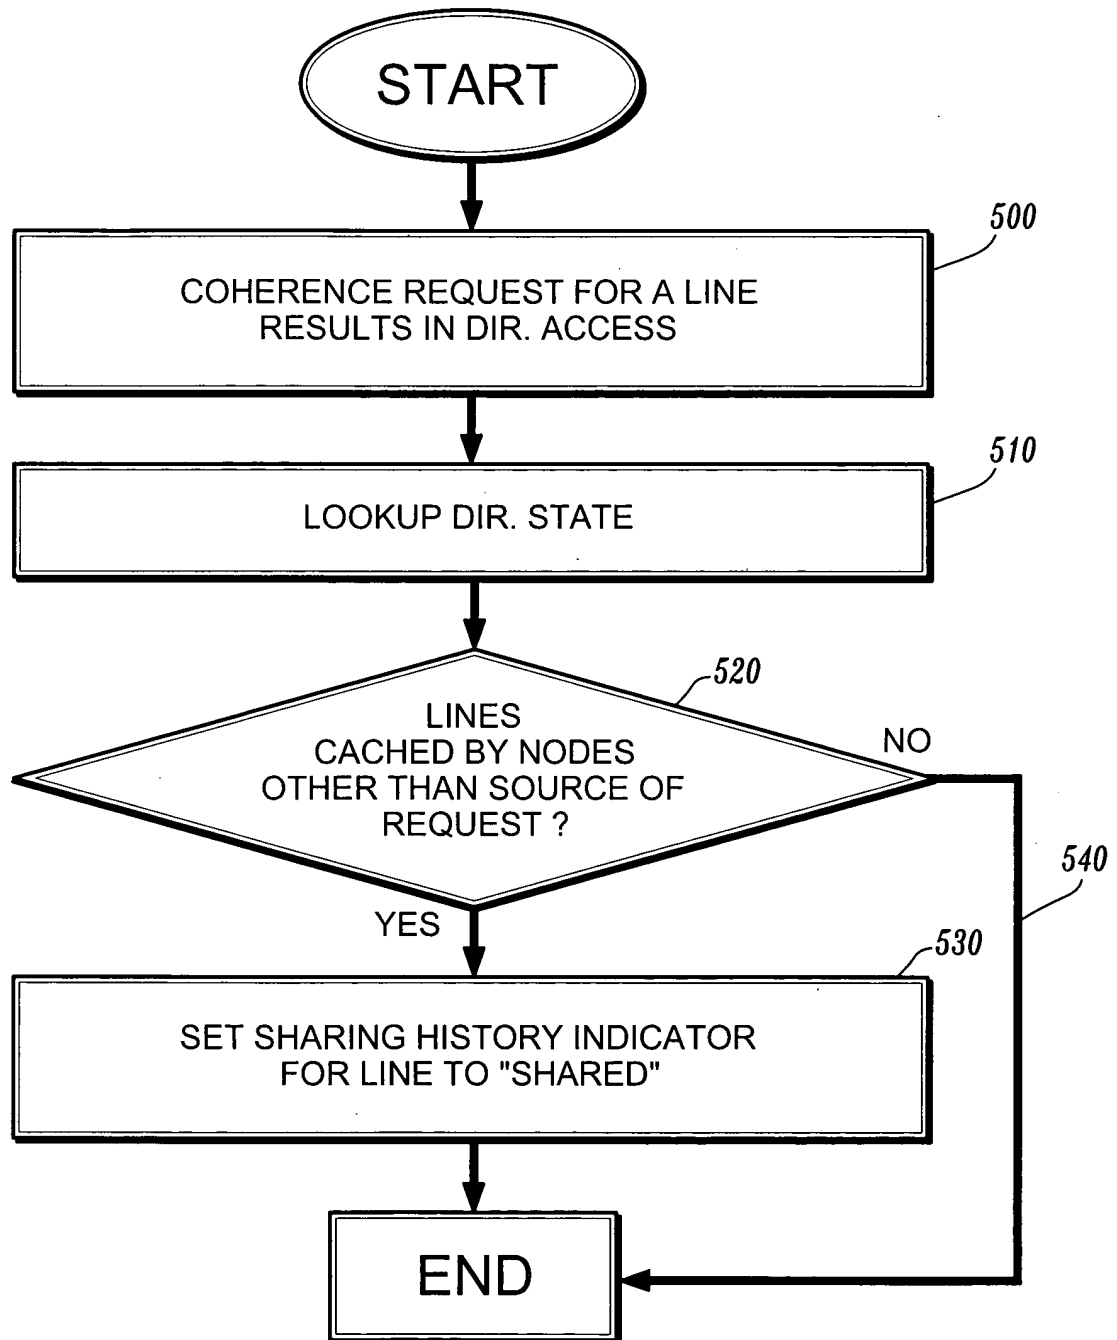 START
500
COHERENCE REQUEST FOR A LINE
RESULTS IN DIR. ACCESS
510
LOOKUP DIR. STATE
520
LINES
CACHED BY NODES
OTHER THAN SOURCE OF
REQUEST ?
NO
540
YES
530
SET SHARING HISTORY INDICATOR
FOR LINE TO "SHARED"
END